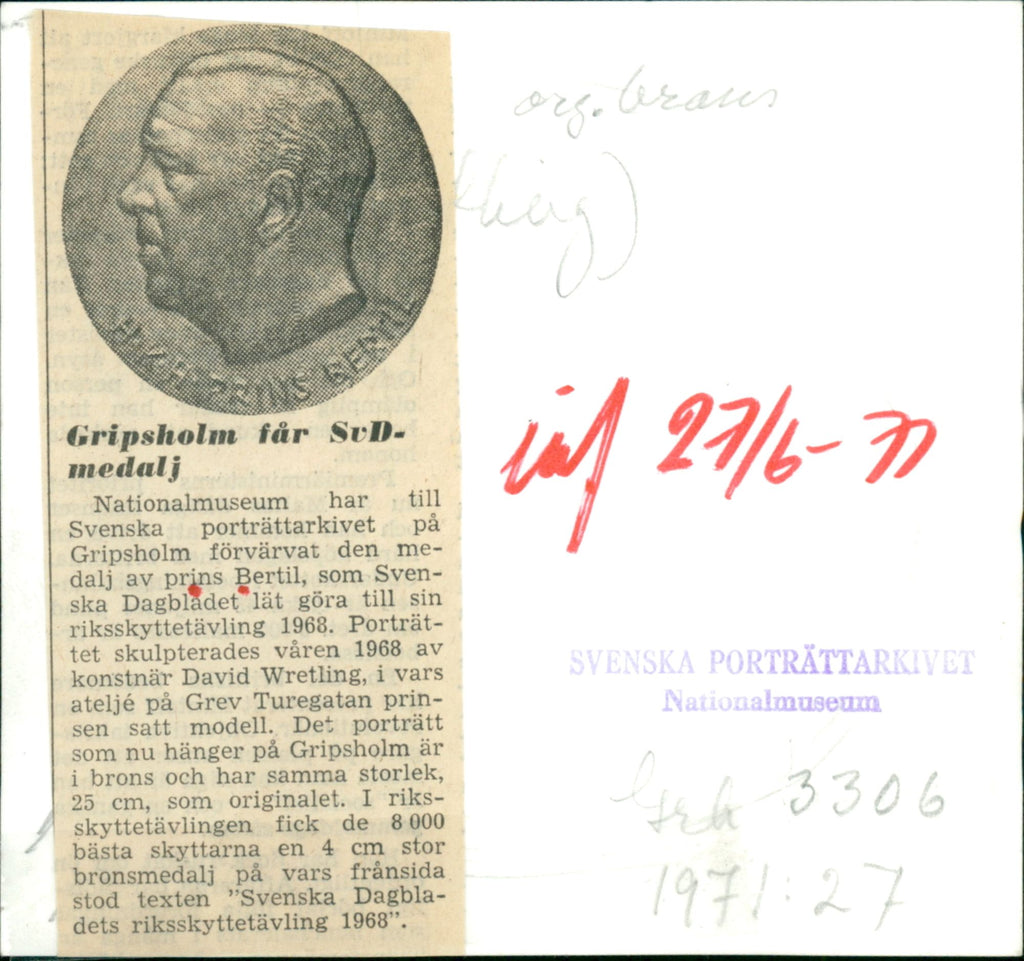 H.K.H. PRINS BERTIL
Gripsholm får SvD-
medalj
Nationalmuseum har till
Svenska porträttarkivet på
Gripsholm förvärvat den me-
dalj av prins Bertil, som Sven-
ska Dagbladet lät göra till sin
riksskyttetävling 1968. Porträt-
tet skulpterades våren 1968 av
konstnär David Wretling, i vars
ateljé på Grev Turegatan prin-
sen satt modell. Det porträtt
som nu hänger på Gripsholm är
i brons och har samma storlek,
25 cm, som originalet. I riks-
skyttetävlingen fick de 8 000
bästa skyttarna en 4 cm stor
bronsmedalj på vars frånsida
stod texten "Svenska Dagbla-
dets riksskyttetävling 1968".
org. brons
27/6-71
SVENSKA PORTRÄTTARKIVET
Nationalmuseum
Grh 3306
1971:27